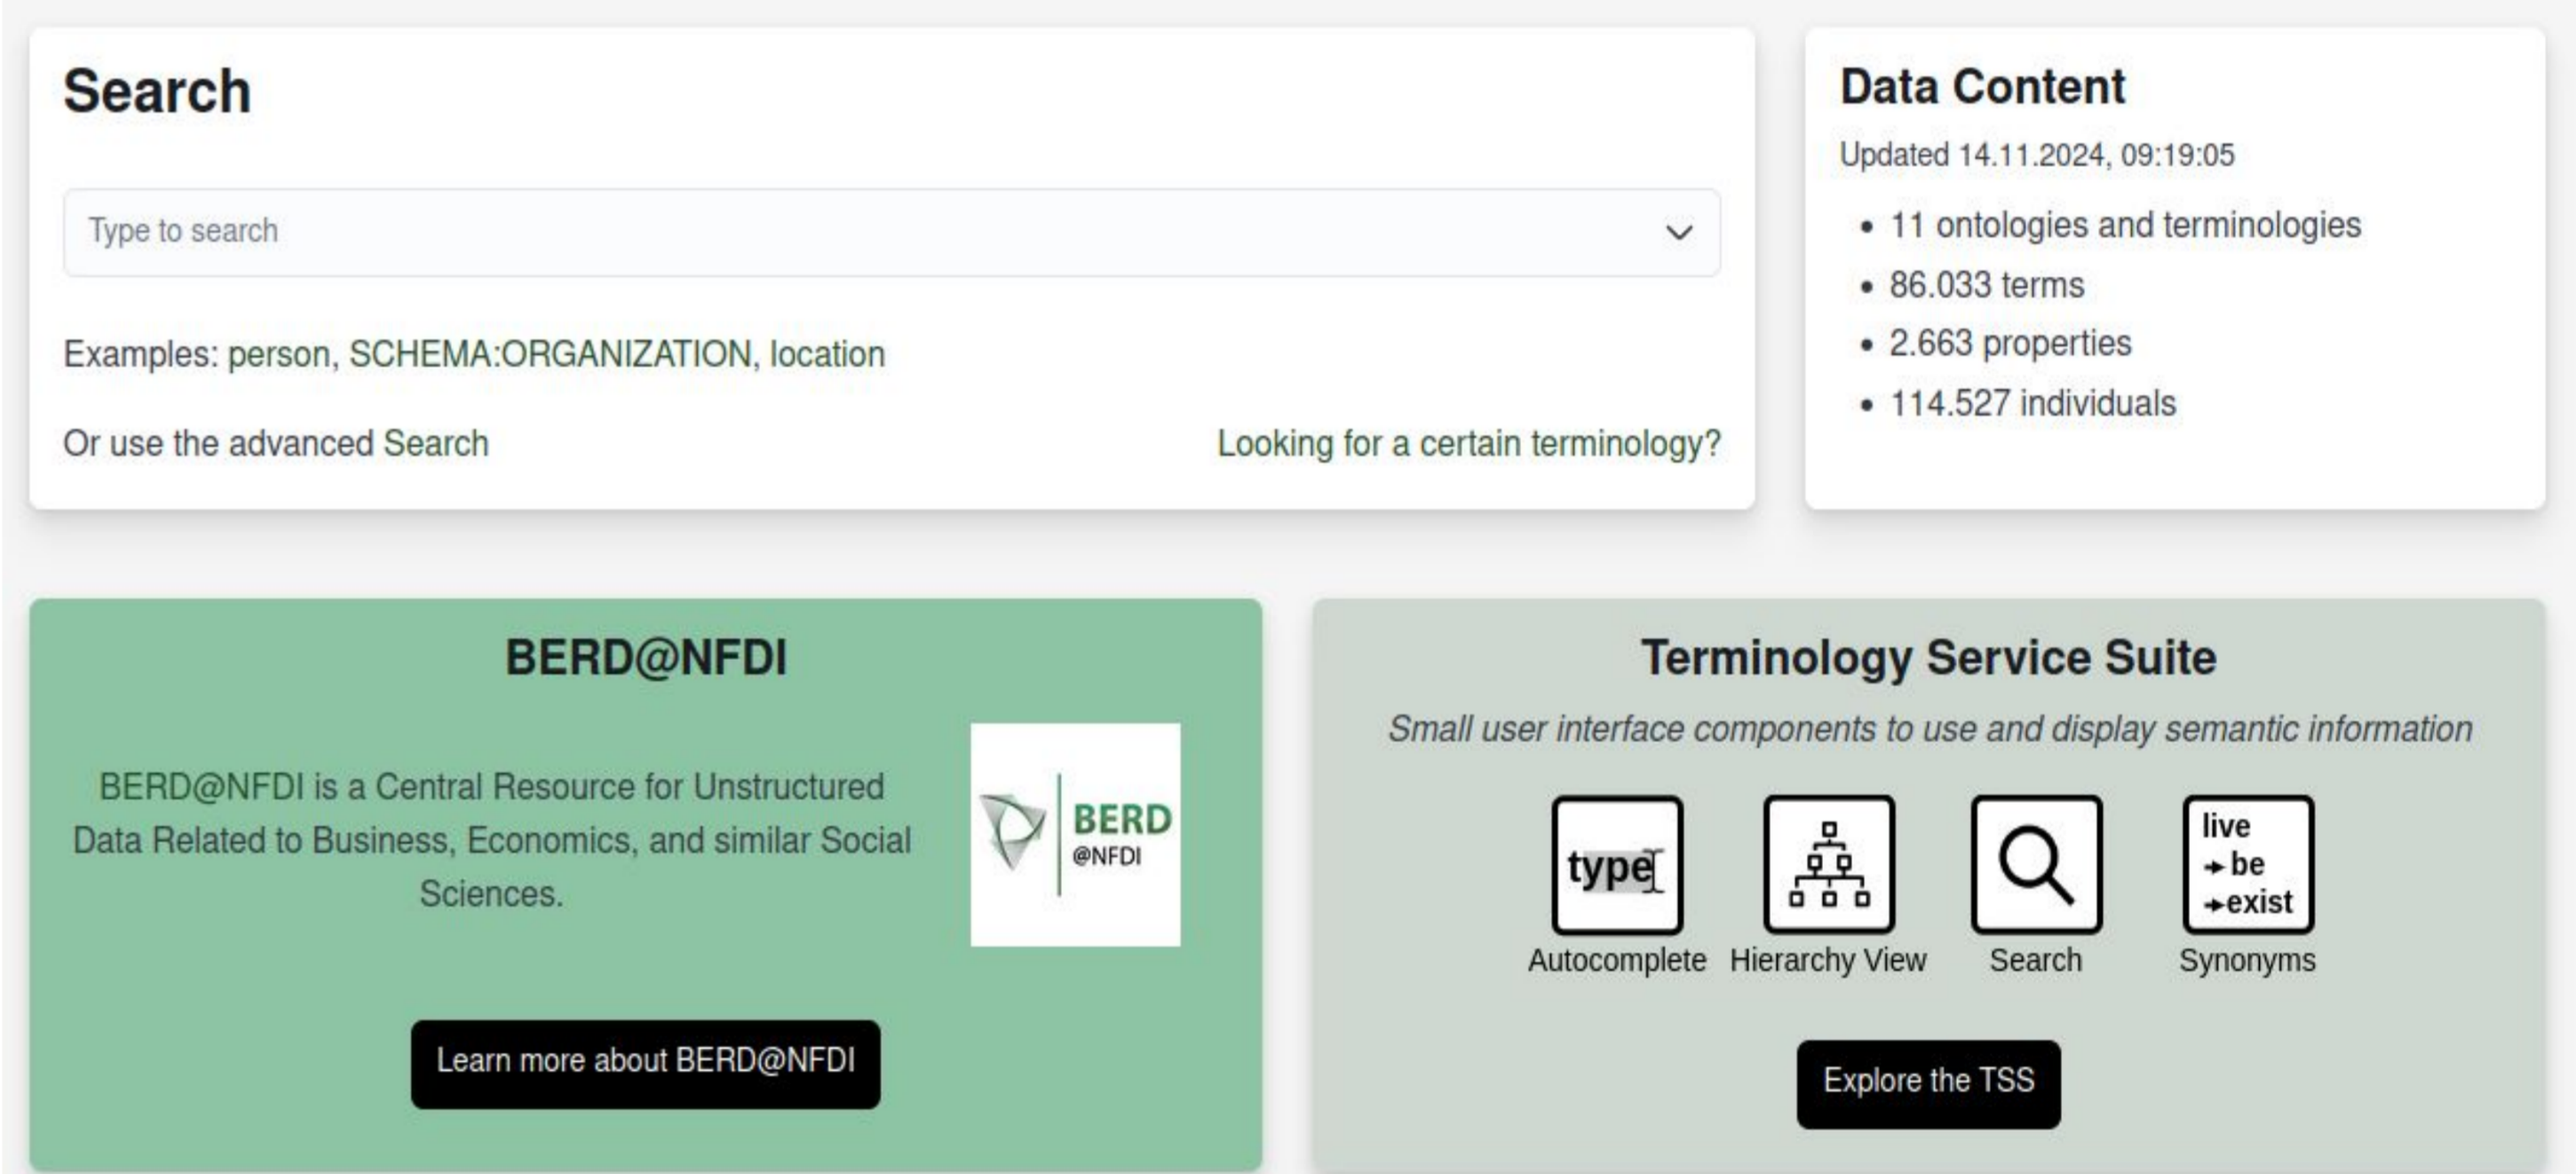 Search
Type to search
Examples: person, SCHEMA:ORGANIZATION, location
Or use the advanced Search
Looking for a certain terminology?
Data Content
Updated 14.11.2024, 09:19:05
• 11 ontologies and terminologies
• 86.033 terms
• 2.663 properties
• 114.527 individuals
BERD@NFDI
BERD@NFDI is a Central Resource for Unstructured
Data Related to Business, Economics, and similar Social
Sciences.
BERD
@NFDI
Learn more about BERD@NFDI
Terminology Service Suite
Small user interface components to use and display semantic information
type
Autocomplete
Hierarchy View
Search
live
→ be
→exist
Synonyms
Explore the TSS